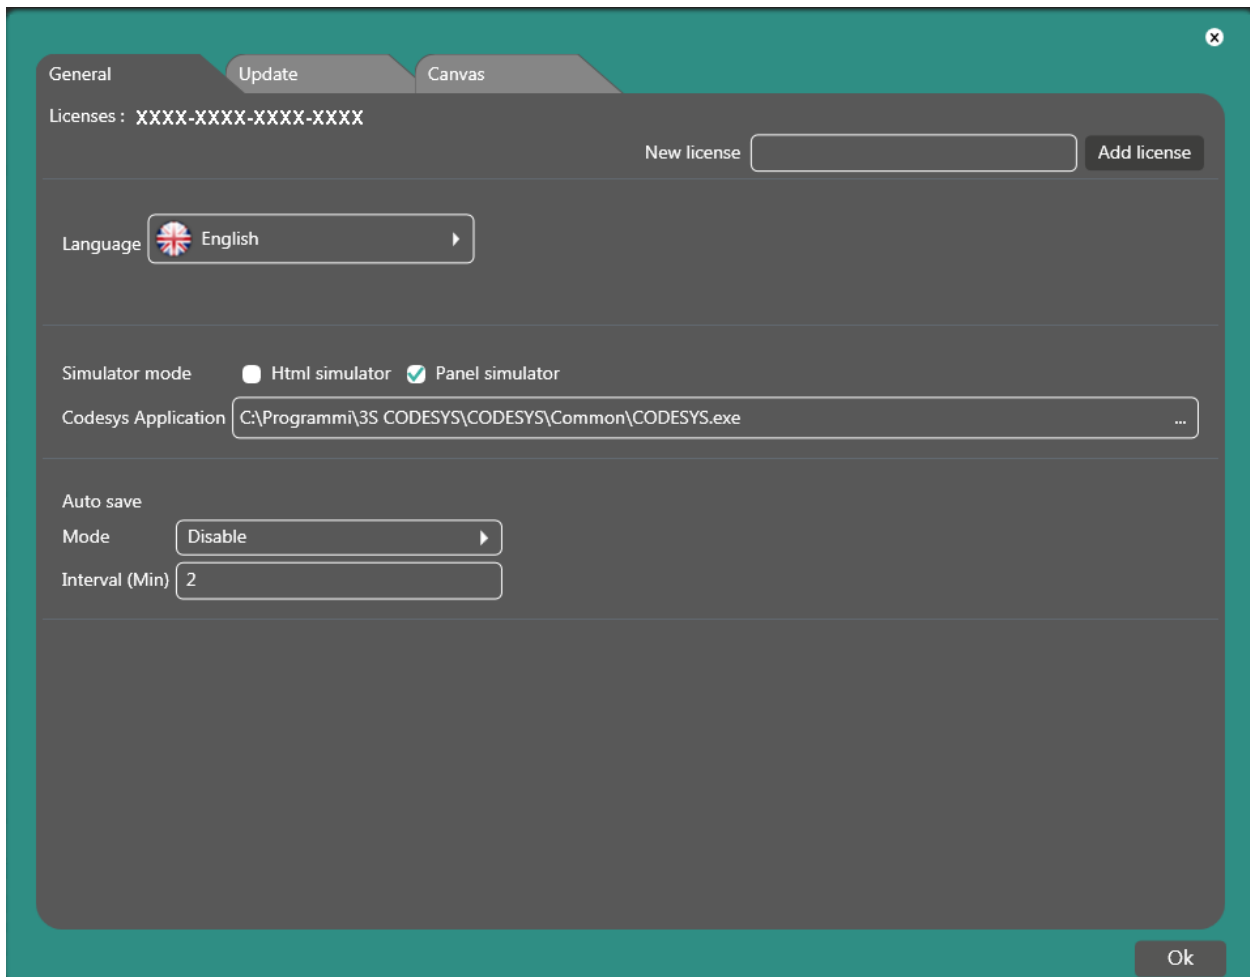 General Update Canvas
Licenses : XXXX-XXXX-XXXX-XXXX
New license Add license
Language English
Simulator mode Html simulator Panel simulator
Codesys Application C:\Programmi\3S CODESYS\CODESYS\Common\CODESYS.exe ...
Auto save
Mode Disable
Interval (Min) 2
Ok